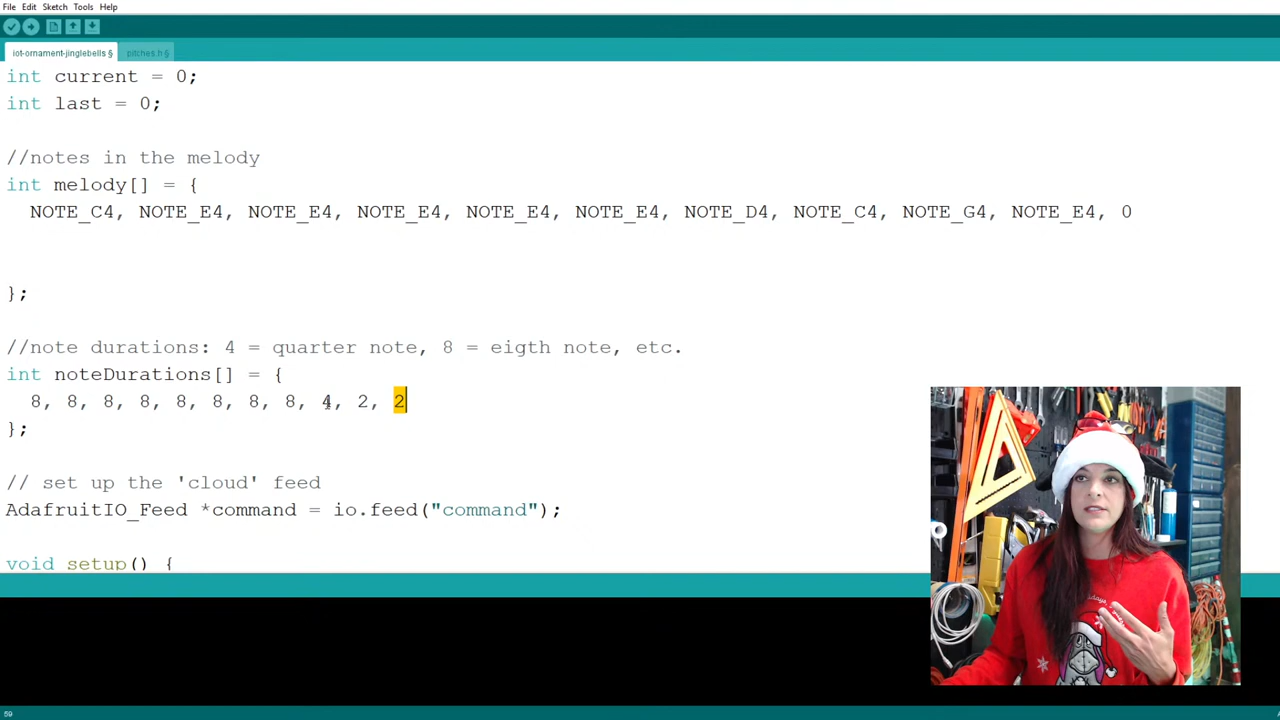 File Edit Sketch Tools Help
iot-ornament-jinglebells § pitches.h §
int current = 0;
int last = 0;
//notes in the melody
int melody[] = {
NOTE_C4, NOTE_E4, NOTE_E4, NOTE_E4, NOTE_E4, NOTE_E4, NOTE_D4, NOTE_C4, NOTE_G4, NOTE_E4, 0
};
//note durations: 4 = quarter note, 8 = eigth note, etc.
int noteDurations[] = {
8, 8, 8, 8, 8, 8, 8, 8, 4, 2, 2
};
// set up the 'cloud' feed
AdafruitIO_Feed *command = io.feed("command");
void setup() {
59